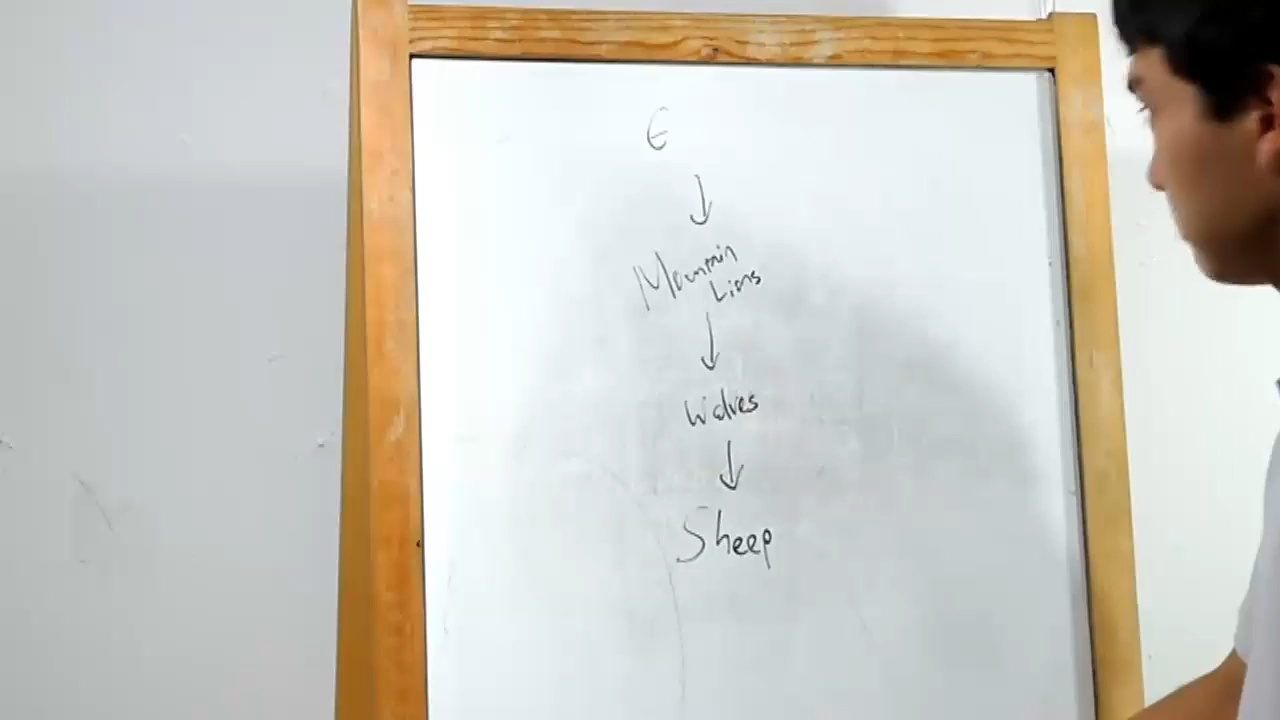 E
↓
Mountain
Lions
↓
Wolves
↓
Sheep